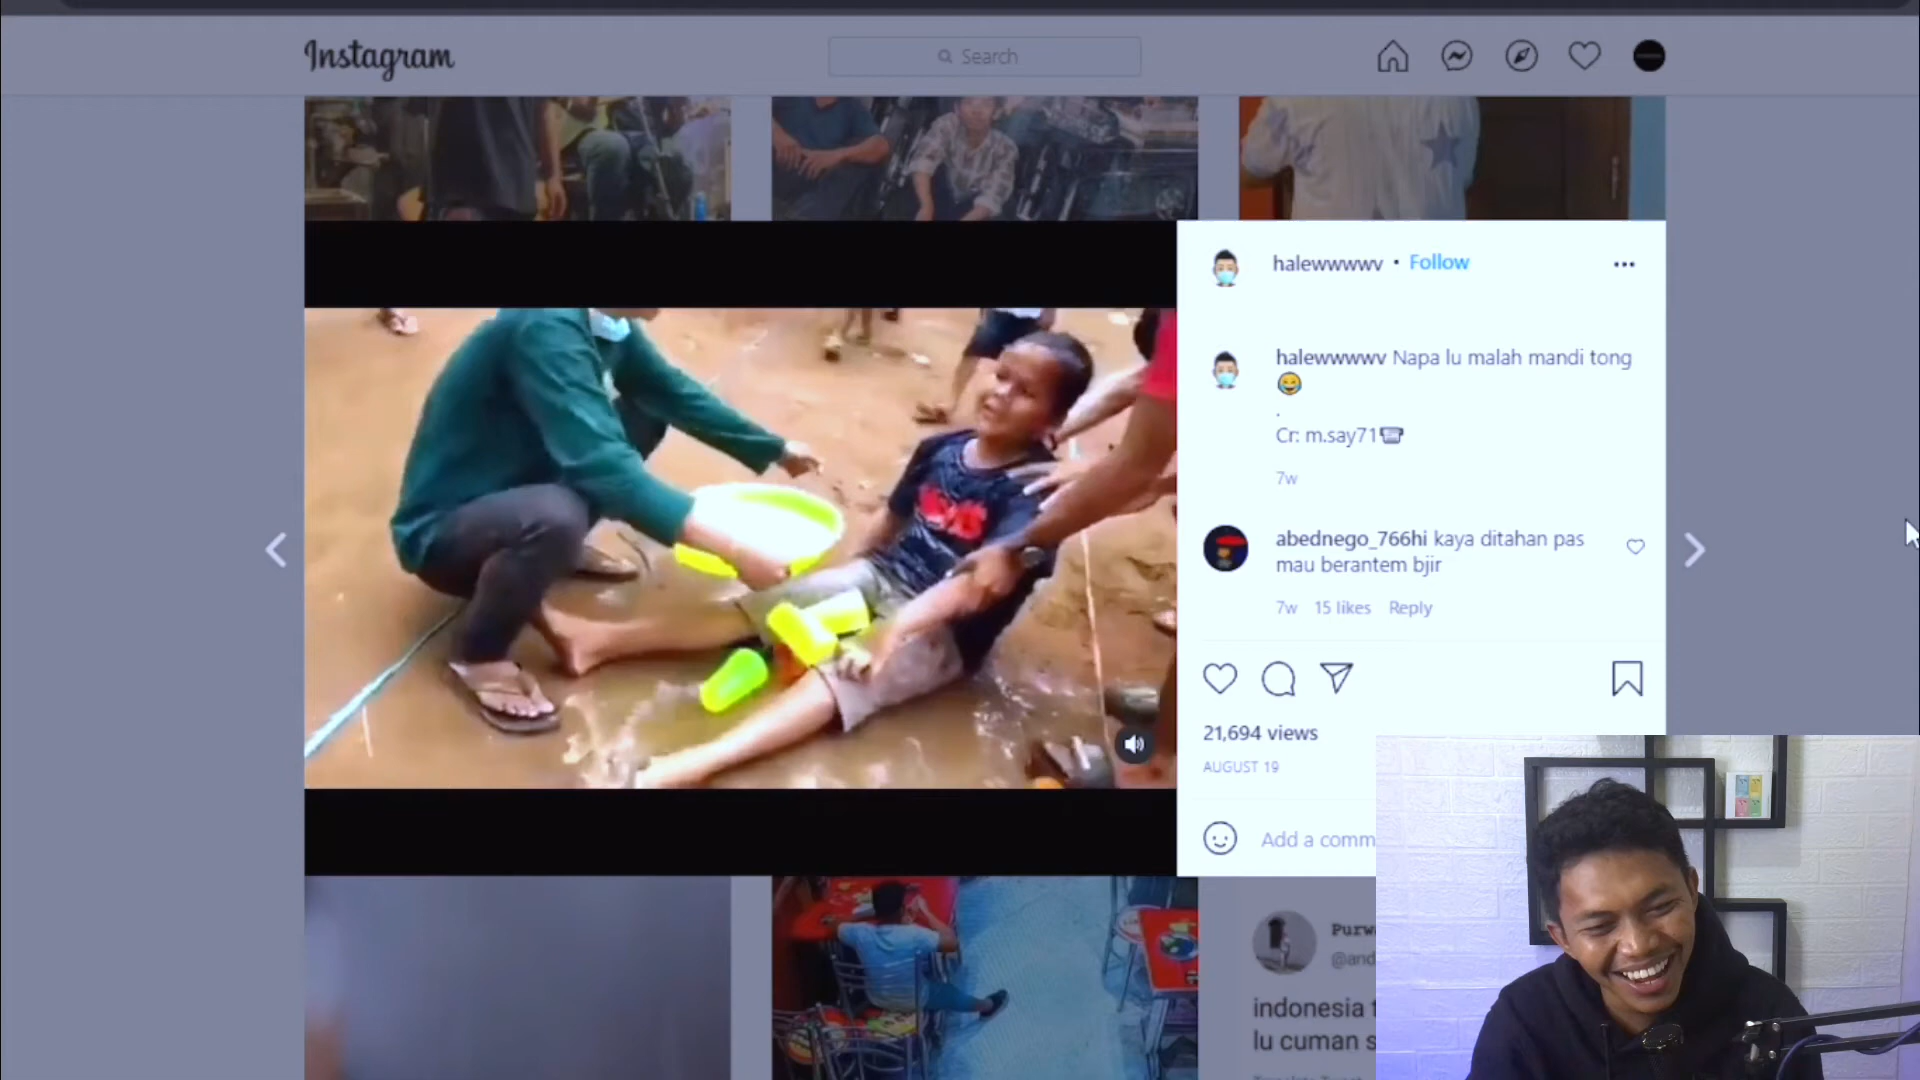 Instagram
Search
halewwwwv • Follow
halewwwwv Napa lu malah mandi tong
😂
.
Cr: m.say71
7w
abednego_766hi kaya ditahan pas
mau berantem bjir
7w 15 likes Reply
21,694 views
AUGUST 19
Add a comm
Purw
@and
indonesia
lu cuman s